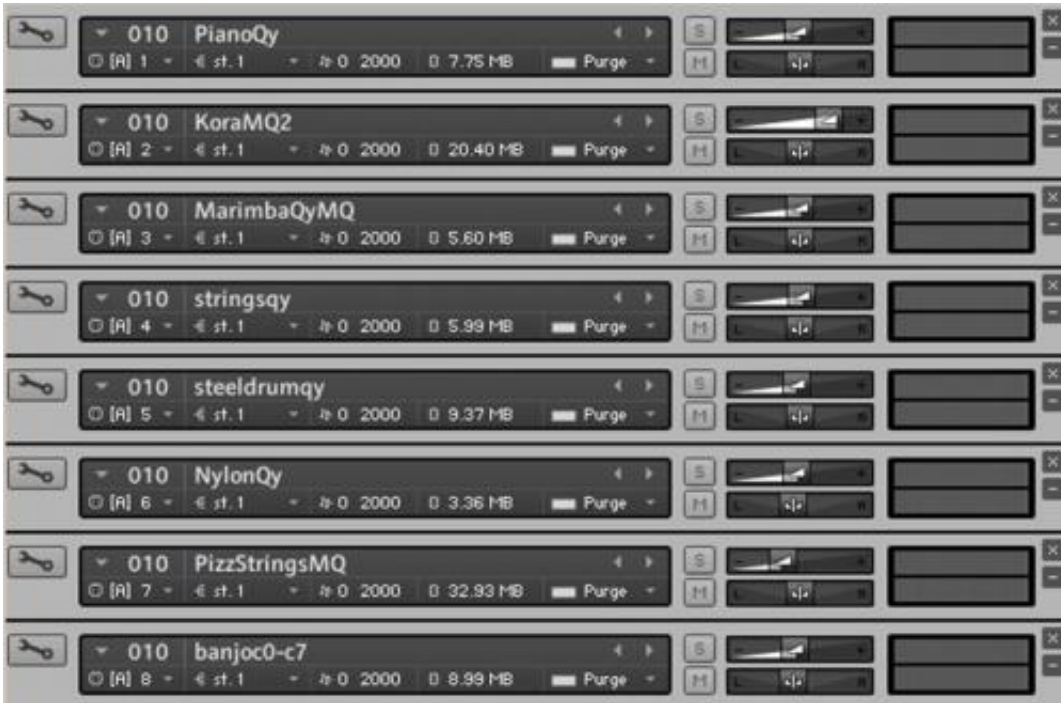 010 PianoQy S
[A] 1 st. 1 0 2000 7.75 MB Purge M L R
010 KoraMQ2 S
[A] 2 st. 1 0 2000 20.40 MB Purge M L R
010 MarimbaQyMQ S
[A] 3 st. 1 0 2000 5.60 MB Purge M L R
010 stringsqy S
[A] 4 st. 1 0 2000 5.99 MB Purge M L R
010 steeldrumqy S
[A] 5 st. 1 0 2000 9.37 MB Purge M L R
010 NylonQy S
[A] 6 st. 1 0 2000 3.36 MB Purge M L R
010 PizzStringsMQ S
[A] 7 st. 1 0 2000 32.93 MB Purge M L R
010 banjoc0-c7 S
[A] 8 st. 1 0 2000 8.99 MB Purge M L R